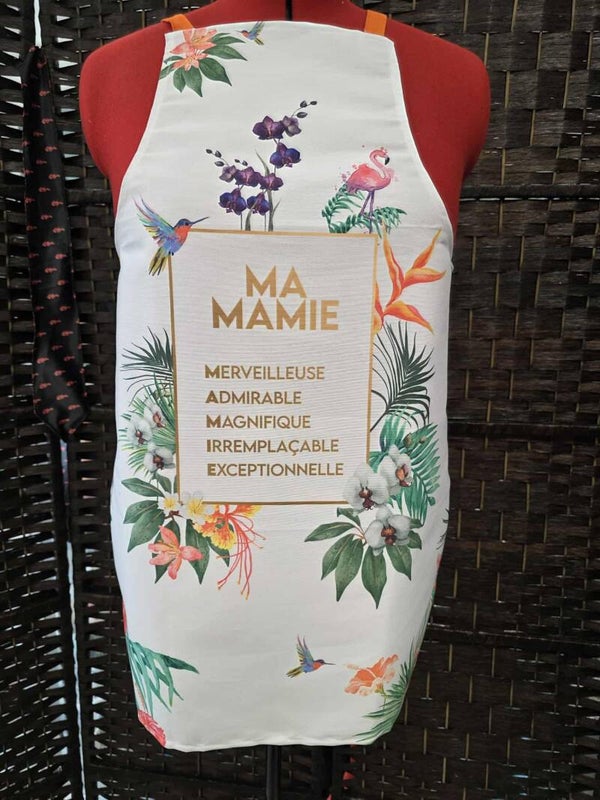 MA
MAMIE
MERVEILLEUSE
ADMIRABLE
MAGNIFIQUE
IRREMPLAÇABLE
EXCEPTIONNELLE